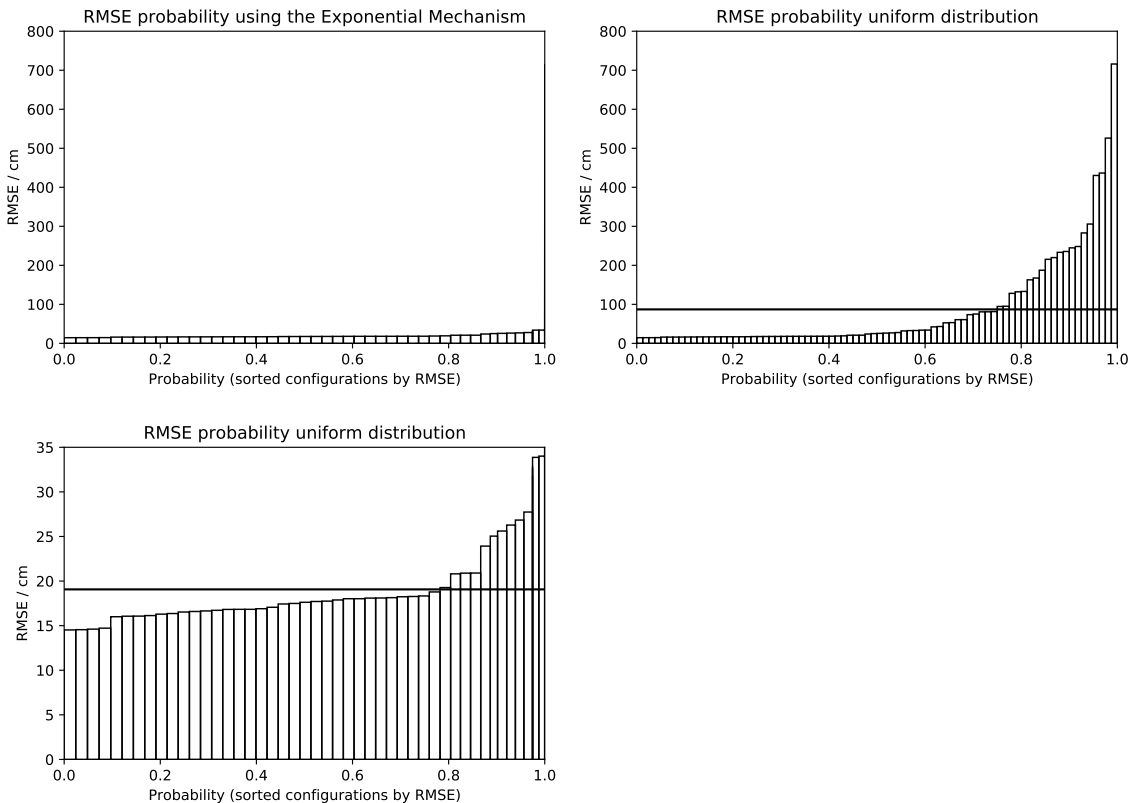 RMSE probability using the Exponential Mechanism
800
700
600
500
400
300
200
100
0
RMSE / cm
0.0 0.2 0.4 0.6 0.8 1.0
Probability (sorted configurations by RMSE)
RMSE probability uniform distribution
800
700
600
500
400
300
200
100
0
RMSE / cm
0.0 0.2 0.4 0.6 0.8 1.0
Probability (sorted configurations by RMSE)
RMSE probability uniform distribution
35
30
25
20
15
10
5
0
RMSE / cm
0.0 0.2 0.4 0.6 0.8 1.0
Probability (sorted configurations by RMSE)